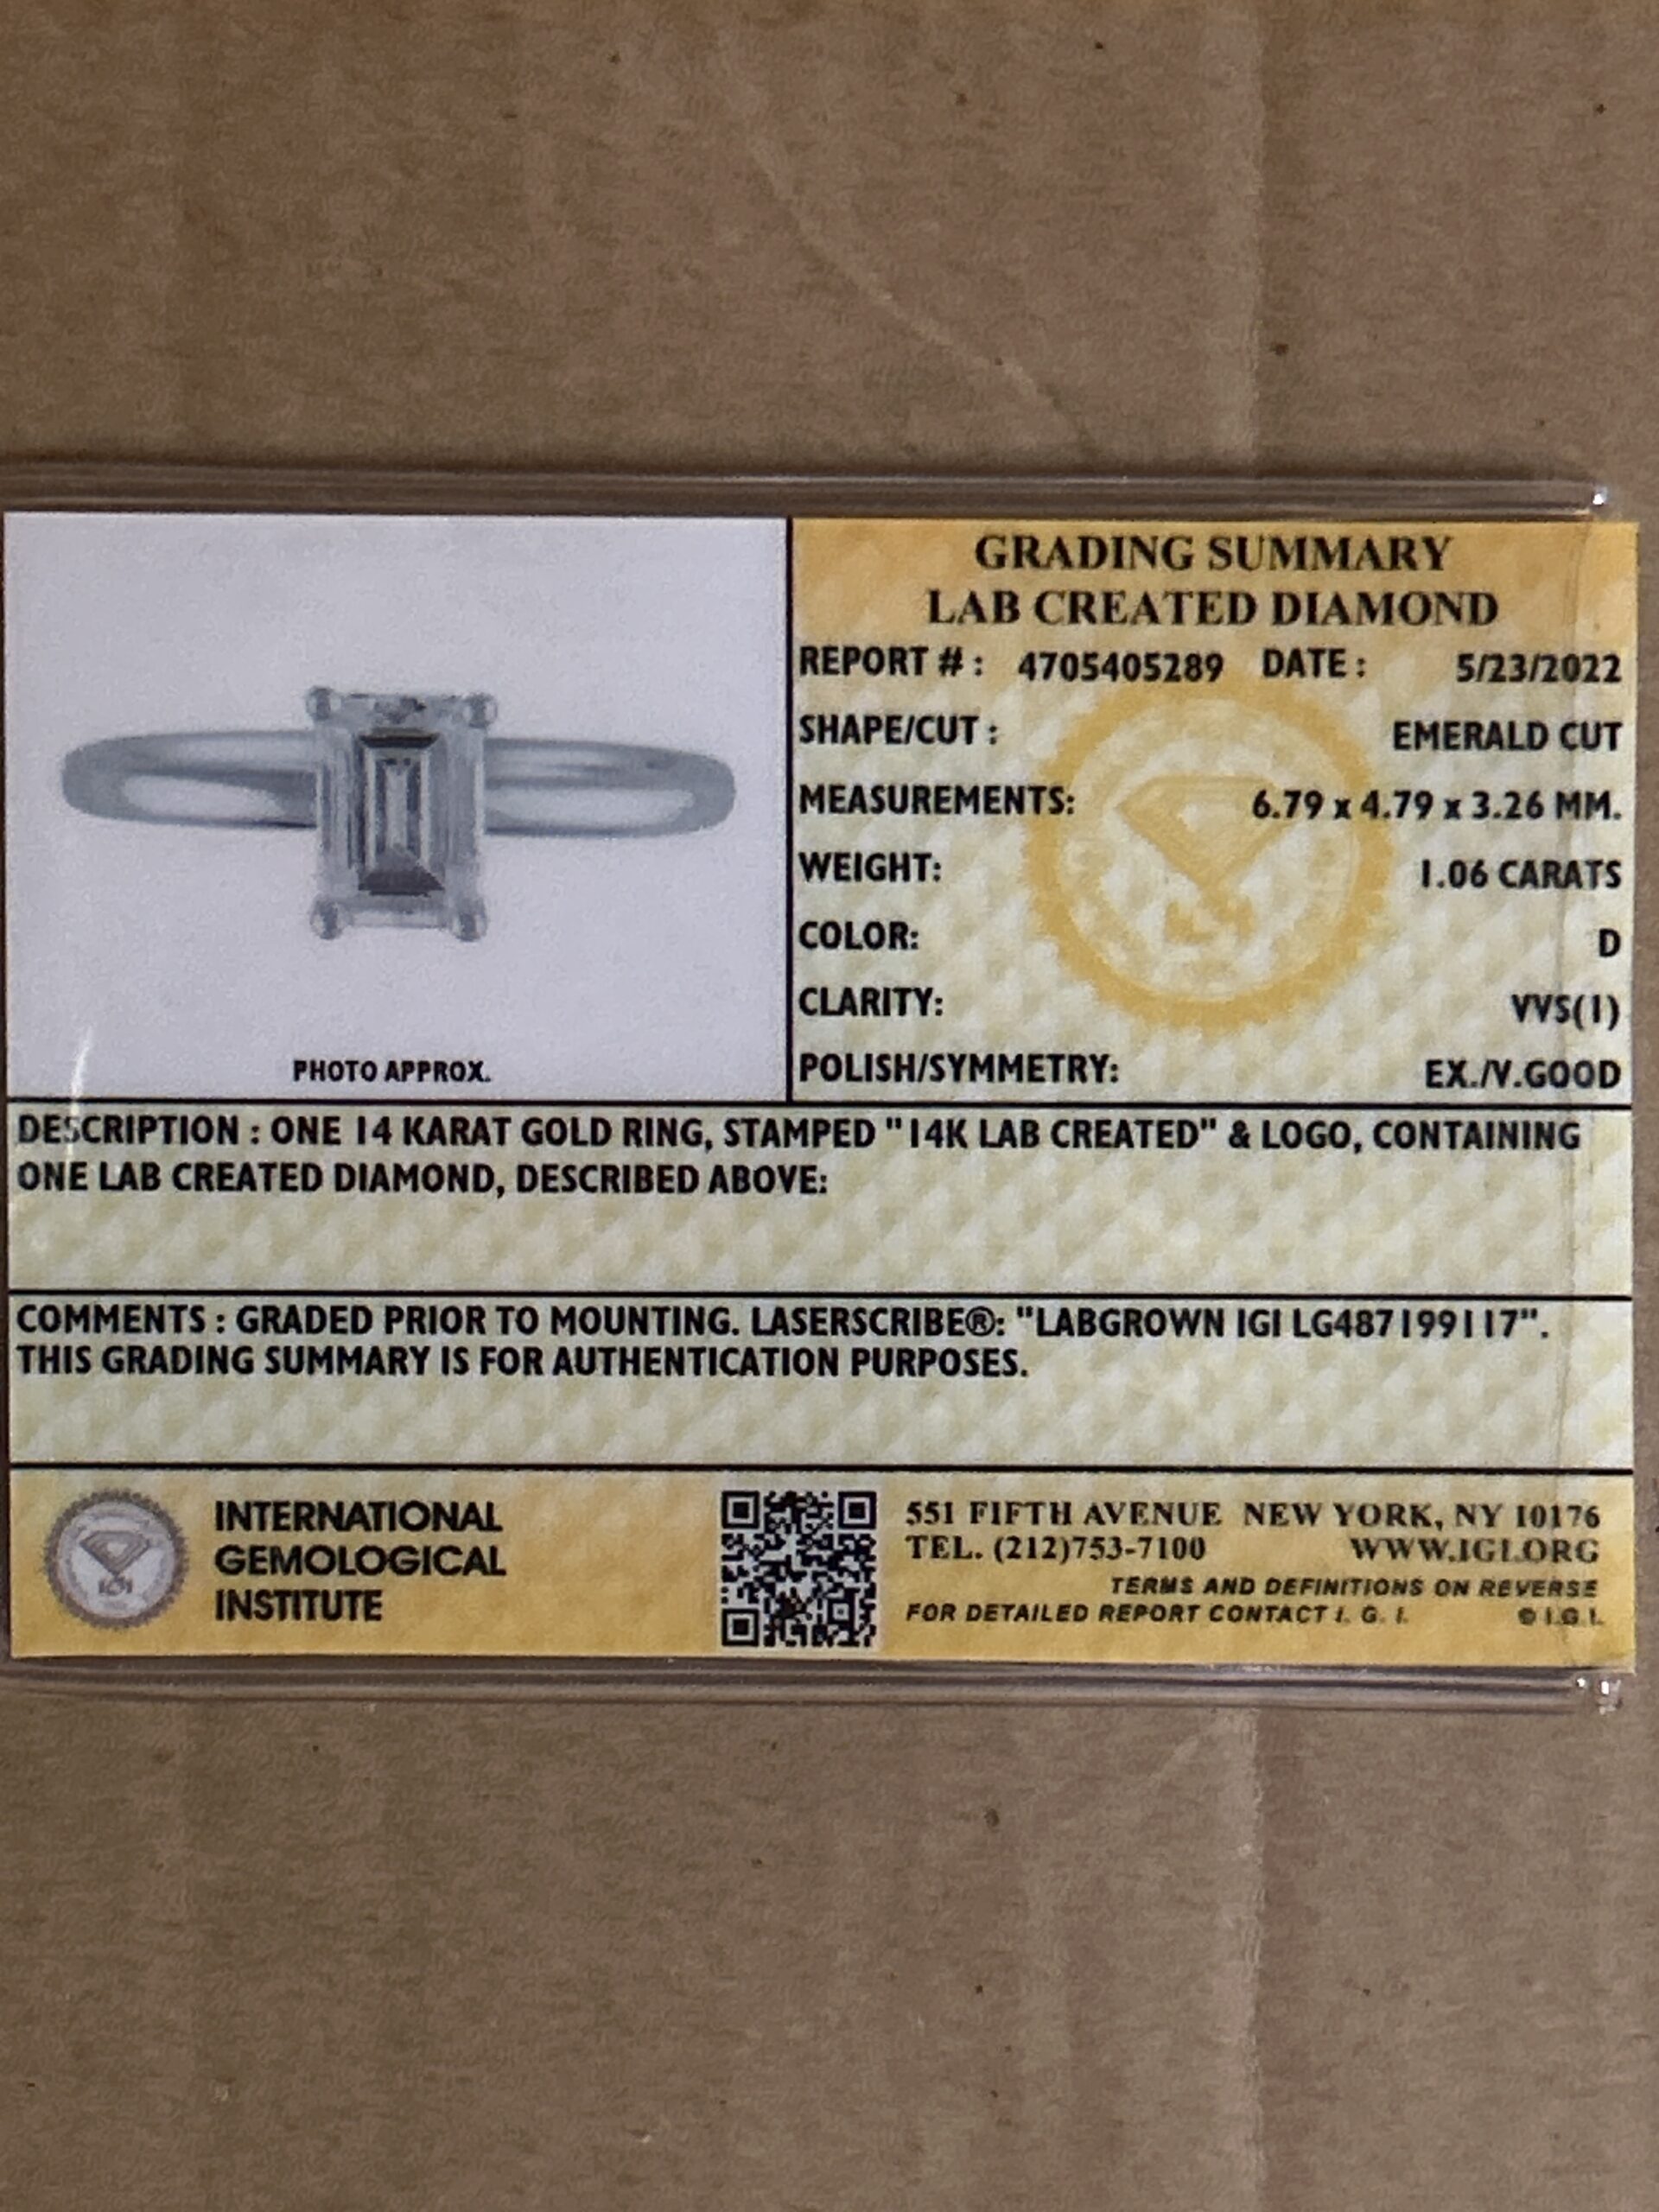 GRADING SUMMARY
LAB CREATED DIAMOND
REPORT # : 4705405289 DATE : 5/23/2022
SHAPE/CUT : EMERALD CUT
MEASUREMENTS: 6.79 x 4.79 x 3.26 MM.
WEIGHT: 1.06 CARATS
COLOR: D
CLARITY: VVS(1)
POLISH/SYMMETRY: EX./V.GOOD
PHOTO APPROX.
DESCRIPTION : ONE 14 KARAT GOLD RING, STAMPED "14K LAB CREATED" & LOGO, CONTAINING
ONE LAB CREATED DIAMOND, DESCRIBED ABOVE:
COMMENTS : GRADED PRIOR TO MOUNTING. LASERSCRIBE®: "LABGROWN IGI LG487199117".
THIS GRADING SUMMARY IS FOR AUTHENTICATION PURPOSES.
IGI
INTERNATIONAL
GEMOLOGICAL
INSTITUTE
551 FIFTH AVENUE NEW YORK, NY 10176
TEL. (212)753-7100 WWW.IGI.ORG
TERMS AND DEFINITIONS ON REVERSE
FOR DETAILED REPORT CONTACT I. G. I. © I.G.I.